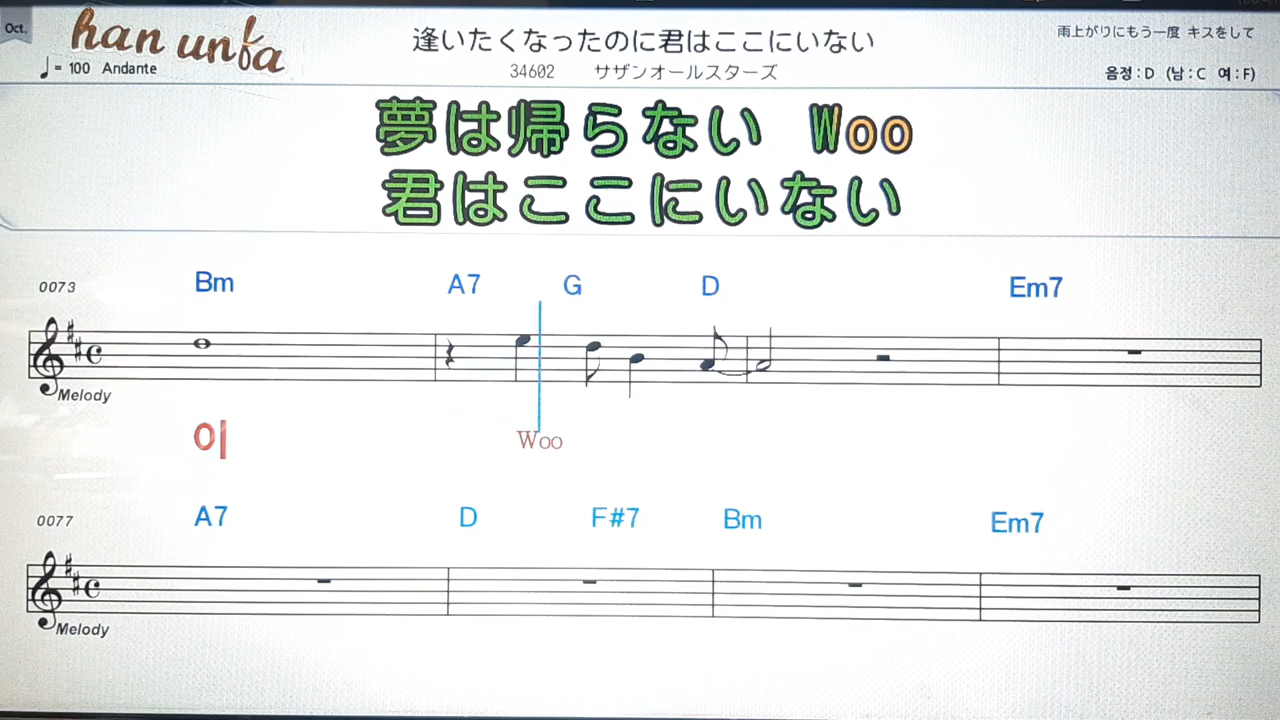 Oct.
han unfa
逢いたくなったのに君はここにいない
雨上がりにもう一度 キスをして
♩= 100 Andante
34602 サザンオールスターズ
음정 : D (남 : C 여 : F)
夢は帰らない Woo
君はここにいない
0073 Bm A7 G D Em7
Melody
이 Woo
0077 A7 D F#7 Bm Em7
Melody